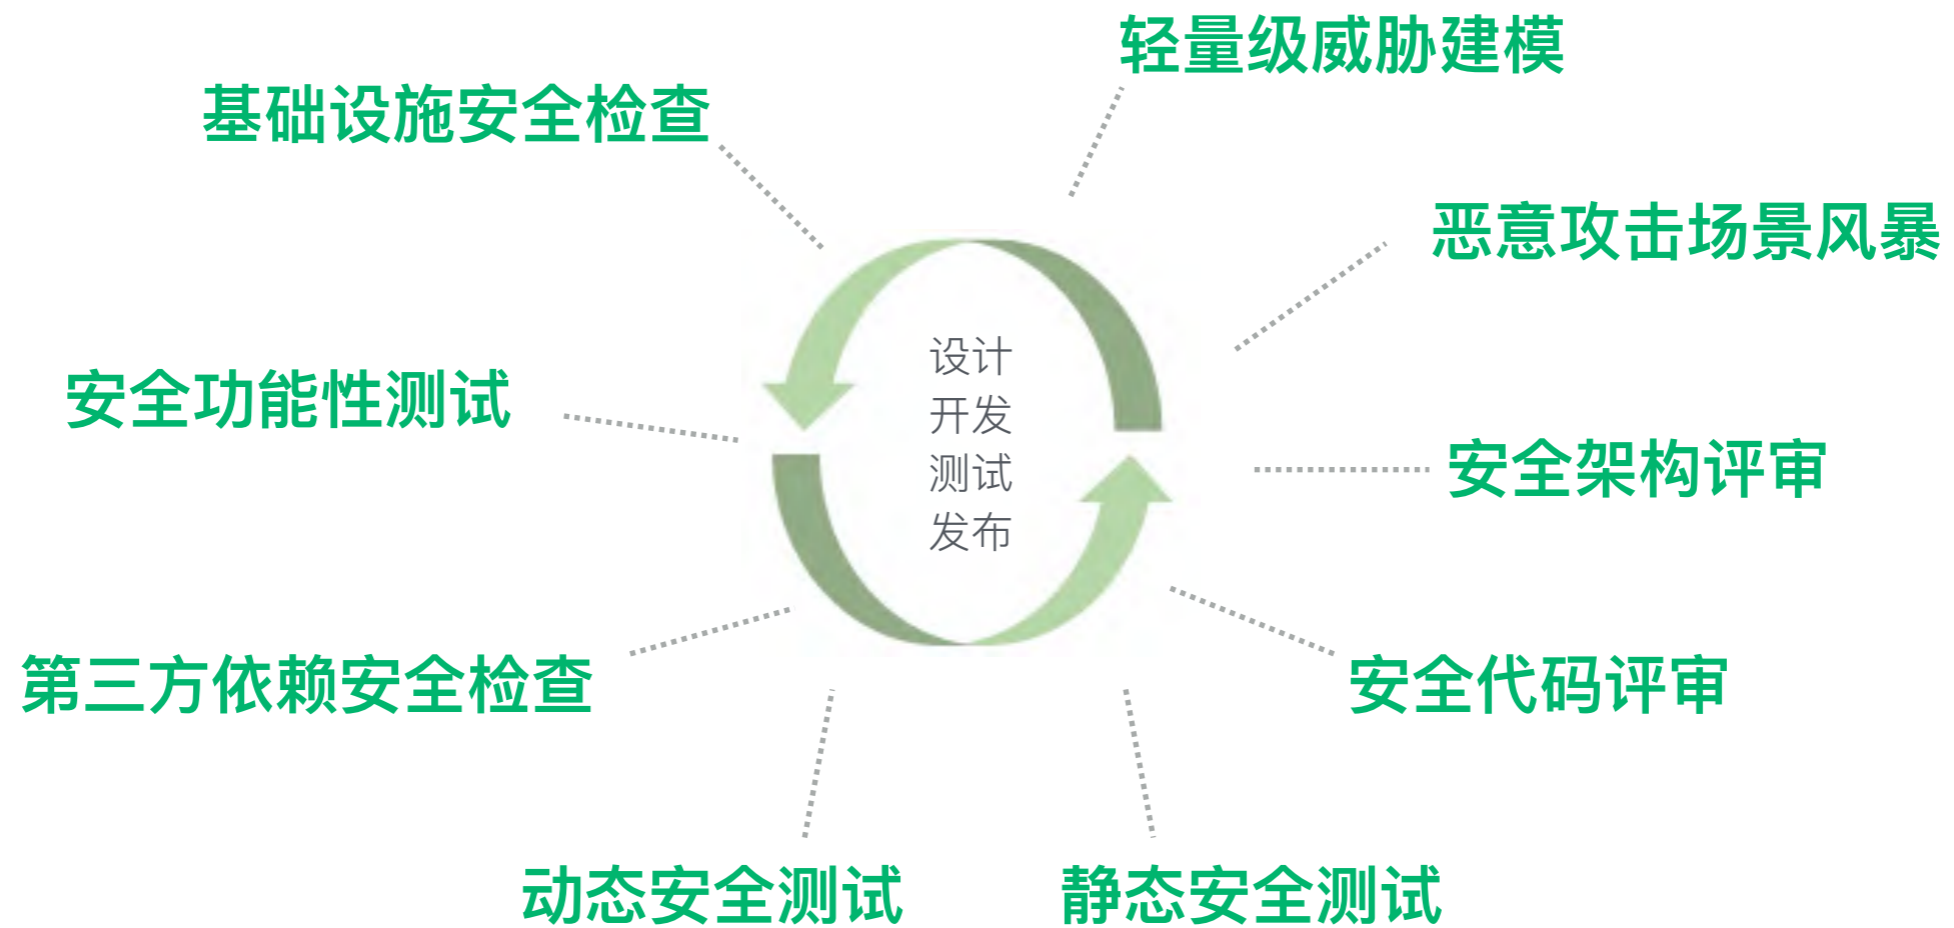 轻量级威胁建模
基础设施安全检查
恶意攻击场景风暴
设计
开发
测试
发布
安全功能性测试
安全架构评审
第三方依赖安全检查
安全代码评审
动态安全测试
静态安全测试